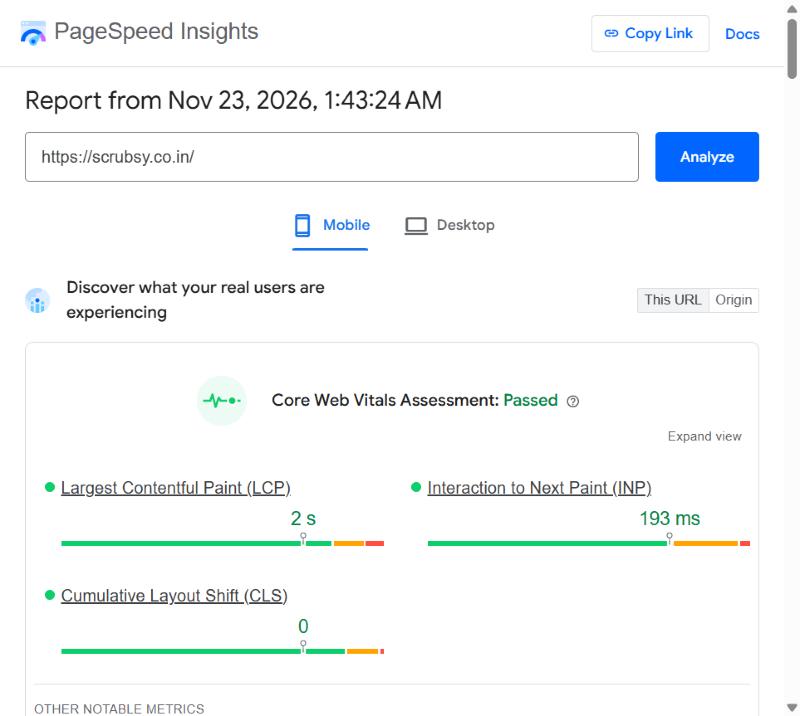 PageSpeed Insights
Copy Link
Docs
Report from Nov 23, 2026, 1:43:24 AM
https://scrubsy.co.in/
Analyze
Mobile
Desktop
Discover what your real users are
experiencing
This URL
Origin
Core Web Vitals Assessment: Passed
Expand view
Largest Contentful Paint (LCP)
2 s
Interaction to Next Paint (INP)
193 ms
Cumulative Layout Shift (CLS)
0
OTHER NOTABLE METRICS